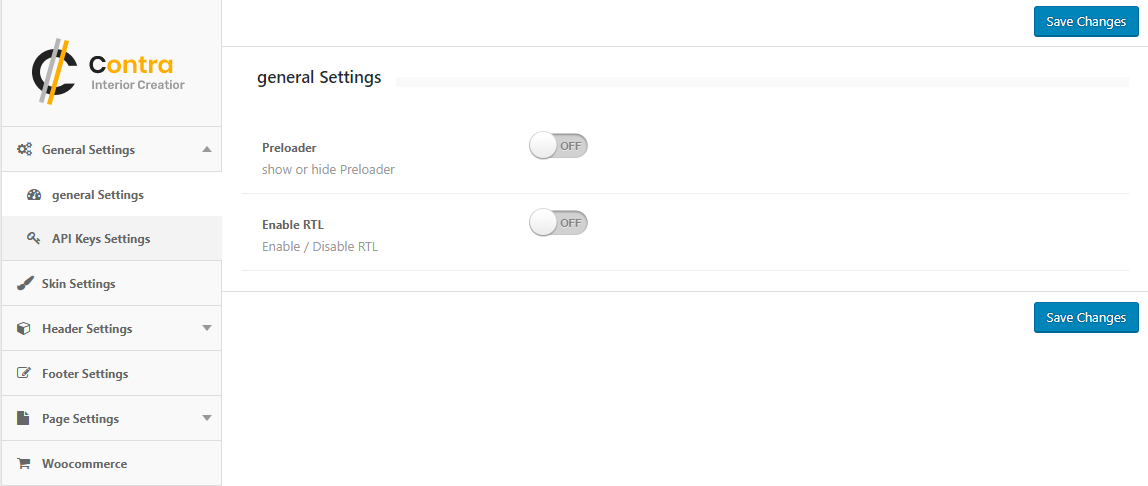 Contra
Interior Creatior
General Settings
general Settings
API Keys Settings
Skin Settings
Header Settings
Footer Settings
Page Settings
Woocommerce
Save Changes
general Settings
Preloader
OFF
show or hide Preloader
Enable RTL
OFF
Enable / Disable RTL
Save Changes